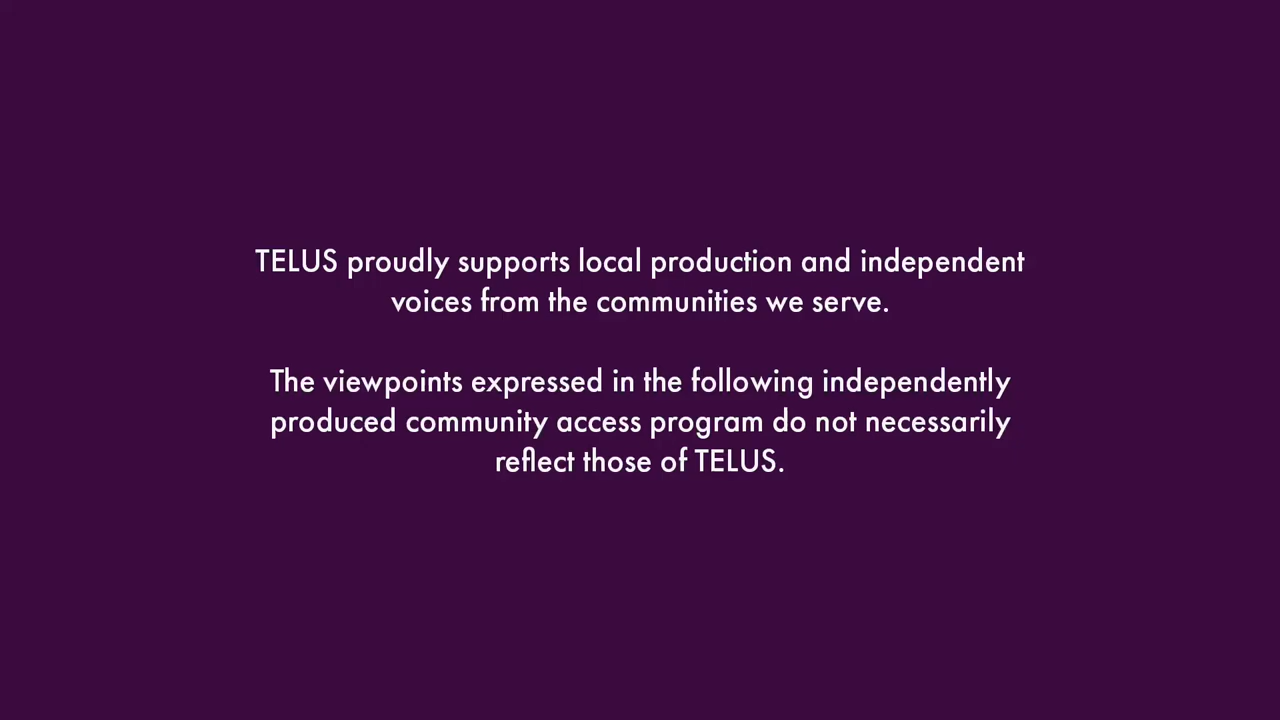 TELUS proudly supports local production and independent
voices from the communities we serve.
The viewpoints expressed in the following independently
produced community access program do not necessarily
reflect those of TELUS.